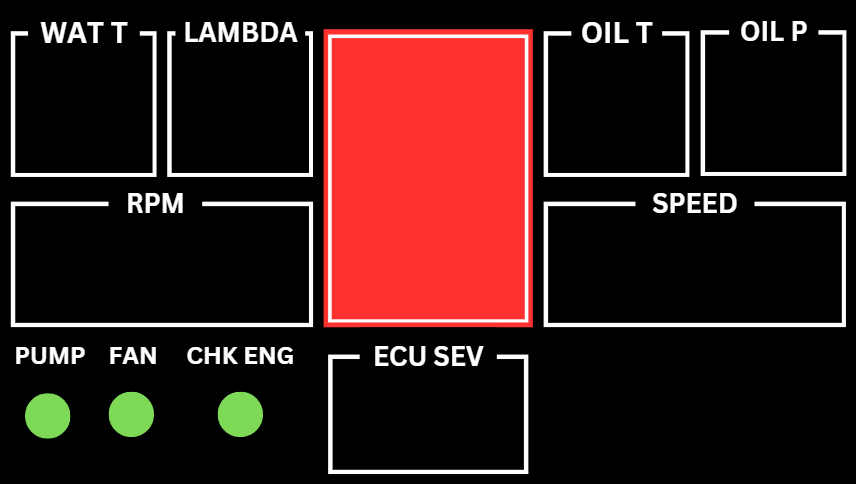 WAT T
LAMBDA
OIL T
OIL P
RPM
SPEED
PUMP
FAN
CHK ENG
ECU SEV